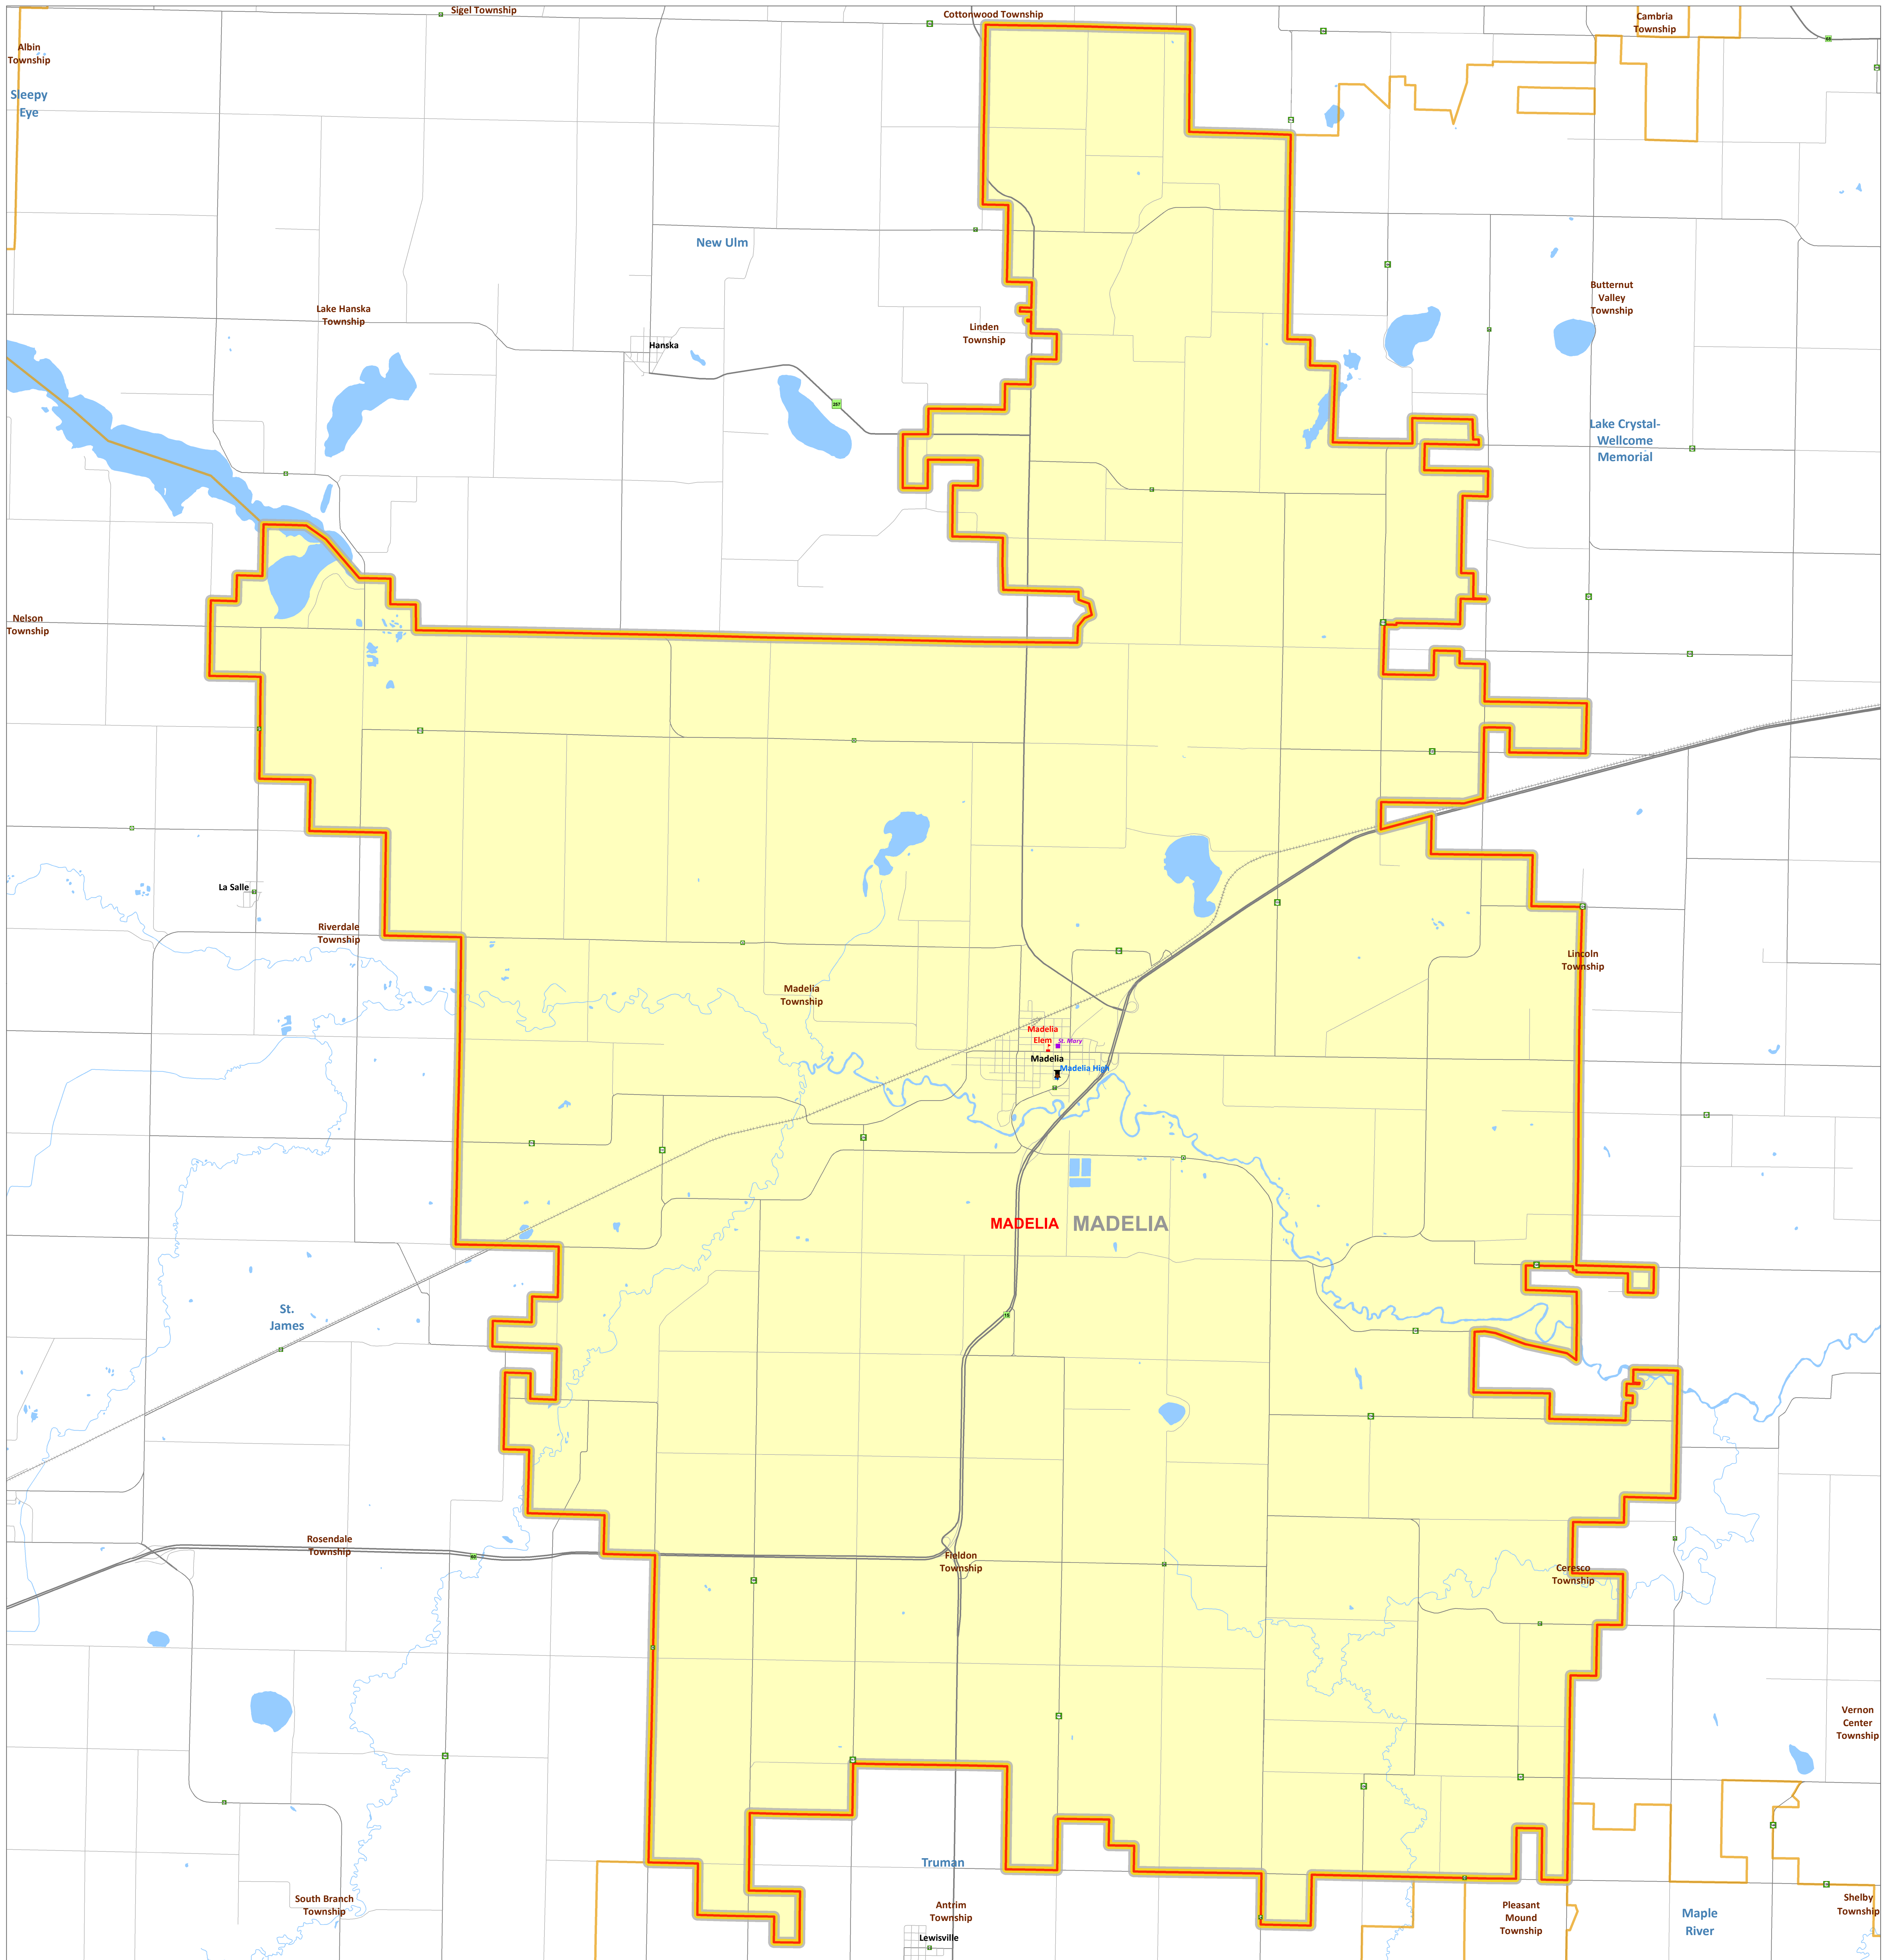 Sigel Township
Cottonwood Township
Cambria
Township
Albin
Township
Sleepy
Eye
New Ulm
Lake Hanska
Township
Butternut
Valley
Township
Linden
Township
Hanska
257
Lake Crystal-
Wellcome
Memorial
Nelson
Township
La Salle
Riverdale
Township
Lincoln
Township
Madelia
Township
Madelia
Elem
St. Mary
Madelia
Madelia High
MADELIA
MADELIA
St.
James
15
Rosendale
Township
60
Fieldon
Township
Ceresco
Township
Vernon
Center
Township
Truman
South Branch
Township
Antrim
Township
Lewisville
Pleasant
Mound
Township
Maple
River
Shelby
Township